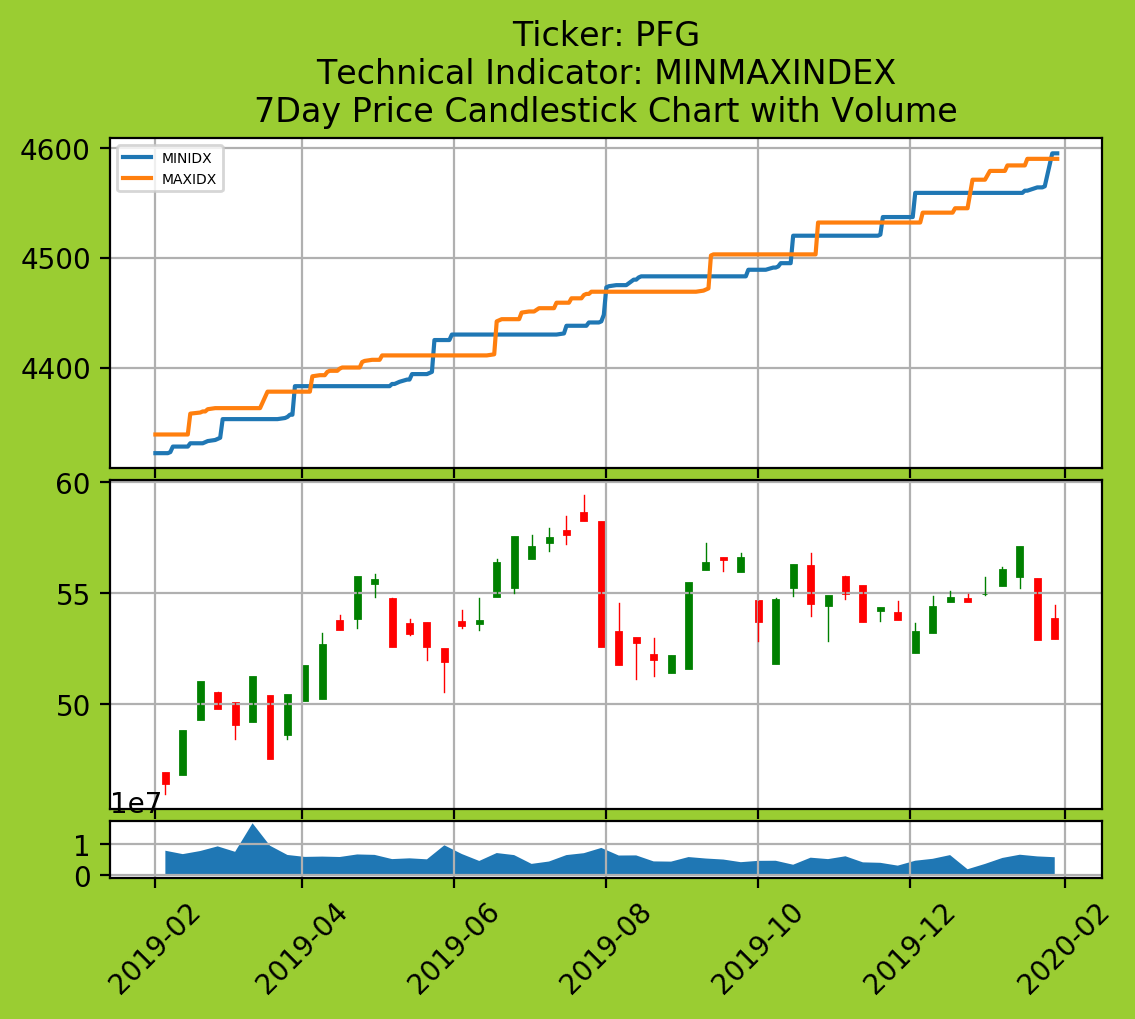 Ticker: PFG
Technical Indicator: MINMAXINDEX
7Day Price Candlestick Chart with Volume
4600
4500
4400
MINIDX
MAXIDX
60
55
50
1e7
1
0
2019-02
2019-04
2019-06
2019-08
2019-10
2019-12
2020-02